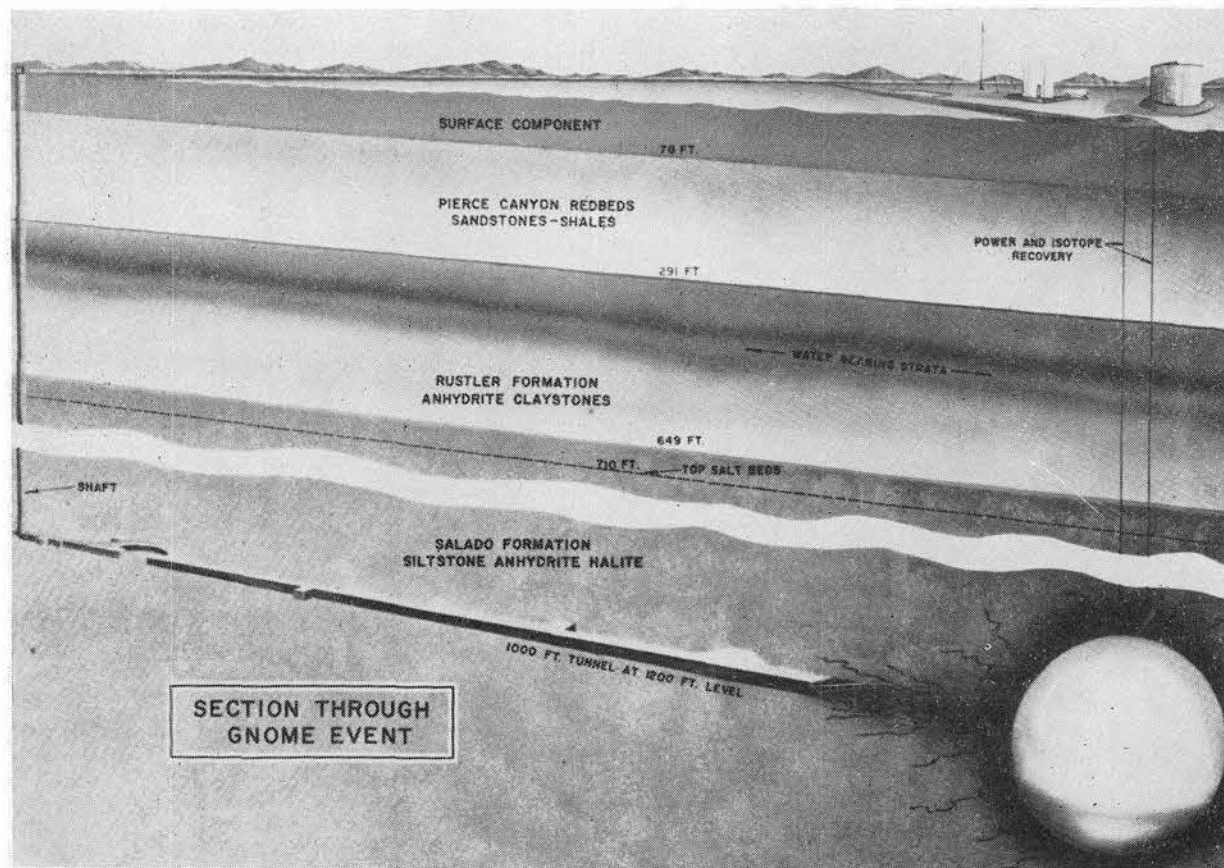 SURFACE COMPONENT
78 FT.
PIERCE CANYON REDBEDS
SANDSTONES-SHALES
POWER AND ISOTOPE
RECOVERY
291 FT.
WATER BEARING STRATA
RUSTLER FORMATION
ANHYDRITE CLAYSTONES
649 FT.
710 FT.
TOP SALT BEDS
SHAFT
SALADO FORMATION
SILTSTONE ANHYDRITE HALITE
1000 FT. TUNNEL AT 1200 FT. LEVEL
SECTION THROUGH
GNOME EVENT